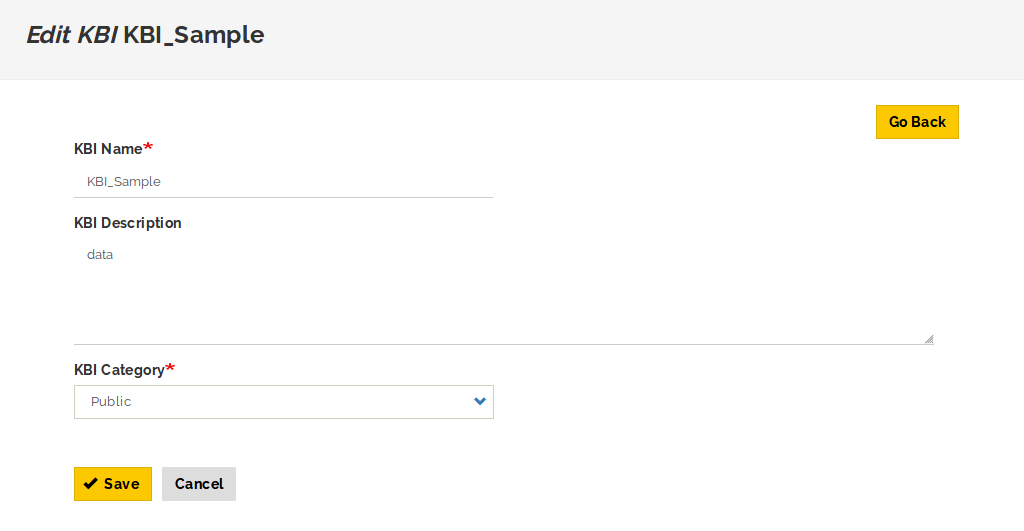 Edit KBI KBI_Sample
Go Back
KBI Name*
KBI_Sample
KBI Description
data
KBI Category*
Public
Save Cancel